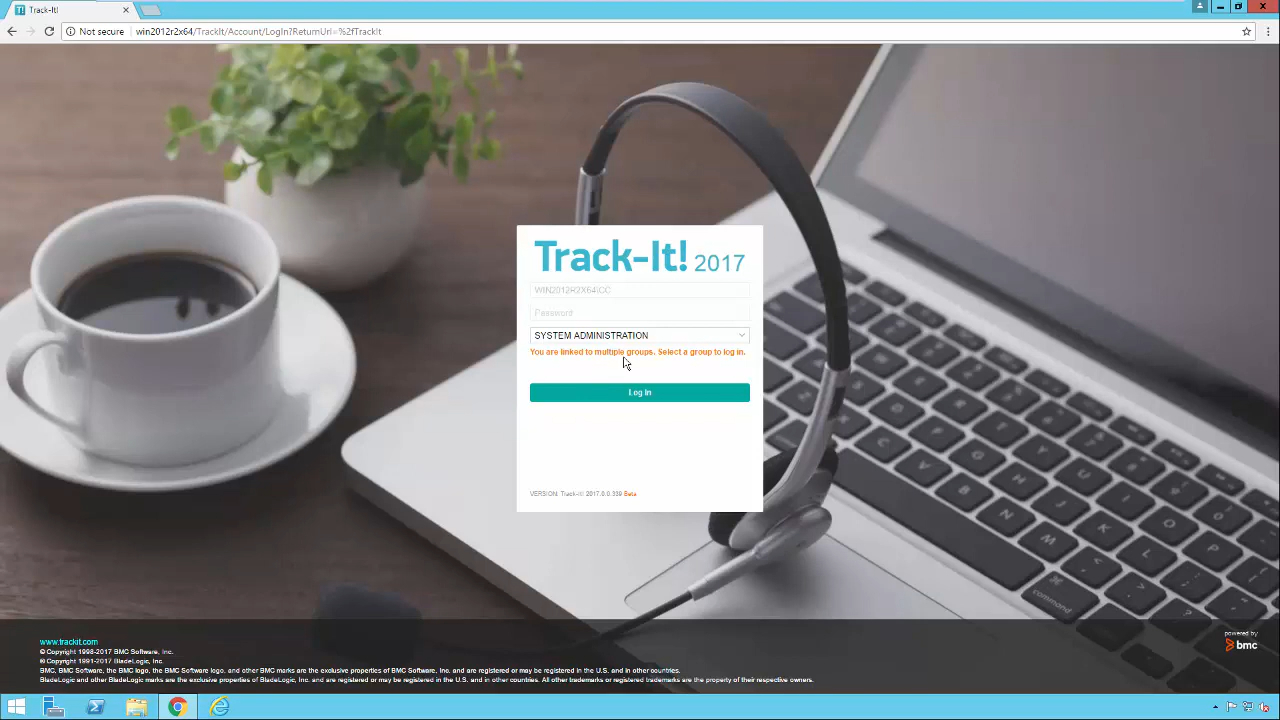 Track-It!
Not secure
win2012r2x64/TrackIt/Account/LogIn?ReturnUrl=%2fTrackIt
Track-It! 2017
WIN2012R2X64\CC
Password
SYSTEM ADMINISTRATION
You are linked to multiple groups. Select a group to log in.
Log In
VERSION: Track-It! 2017.0.0.339 Beta
command
www.trackit.com
© Copyright 1998-2017 BMC Software, Inc.
© Copyright 1991-2017 BladeLogic, Inc.
BMC, BMC Software, the BMC logo, the BMC Software logo, and other BMC marks are the exclusive properties of BMC Software, Inc. and are registered or may be registered in the U.S. and in other countries.
BladeLogic and other BladeLogic marks are the exclusive properties of BladeLogic, Inc. and are registered or may be registered in the U.S. and in other countries. All other trademarks or registered trademarks are the property of their respective owners.
powered by
bmc